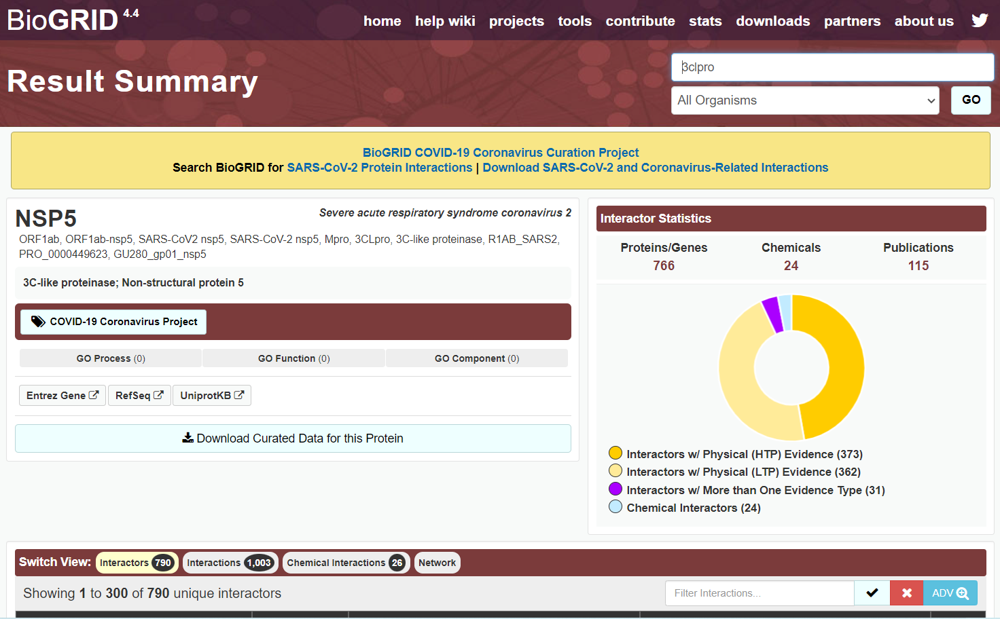 BioGRID 4.4
home help wiki projects tools contribute stats downloads partners about us
Result Summary
3clpro
All Organisms
GO
BioGRID COVID-19 Coronavirus Curation Project
Search BioGRID for SARS-CoV-2 Protein Interactions | Download SARS-CoV-2 and Coronavirus-Related Interactions
NSP5
Severe acute respiratory syndrome coronavirus 2
ORF1ab, ORF1ab-nsp5, SARS-CoV2 nsp5, SARS-CoV-2 nsp5, Mpro, 3CLpro, 3C-like proteinase, R1AB_SARS2,
PRO_0000449623, GU280_gp01_nsp5
3C-like proteinase; Non-structural protein 5
COVID-19 Coronavirus Project
GO Process (0) GO Function (0) GO Component (0)
Entrez Gene RefSeq UniprotKB
Download Curated Data for this Protein
Interactor Statistics
Proteins/Genes Chemicals Publications
766 24 115
Interactors w/ Physical (HTP) Evidence (373)
Interactors w/ Physical (LTP) Evidence (362)
Interactors w/ More than One Evidence Type (31)
Chemical Interactors (24)
Switch View: Interactors 790 Interactions 1,003 Chemical Interactions 26 Network
Showing 1 to 300 of 790 unique interactors
Filter Interactions...
ADV